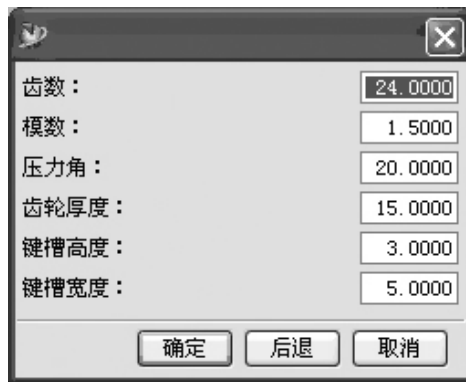 齿数： 24.0000
模数： 1.5000
压力角： 20.0000
齿轮厚度： 15.0000
键槽高度： 3.0000
键槽宽度： 5.0000
确定 后退 取消